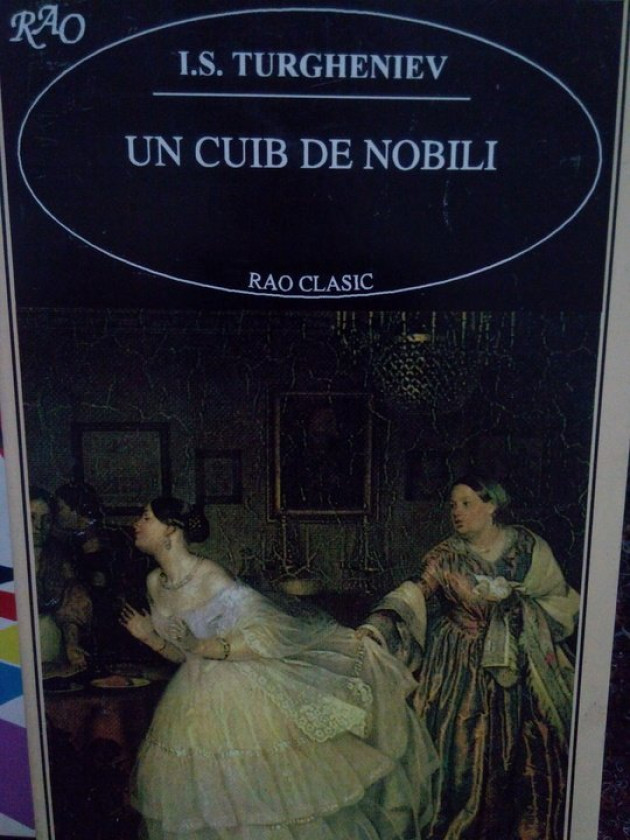 RAO
I.S. TURGHENIEV
UN CUIB DE NOBILI
RAO CLASIC